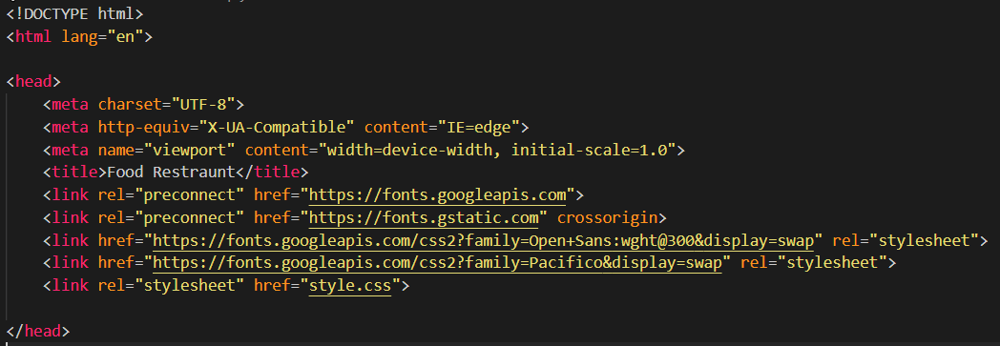 <!DOCTYPE html>
<html lang="en">
<head>
<meta charset="UTF-8">
<meta http-equiv="X-UA-Compatible" content="IE=edge">
<meta name="viewport" content="width=device-width, initial-scale=1.0">
<title>Food Restraunt</title>
<link rel="preconnect" href="https://fonts.googleapis.com">
<link rel="preconnect" href="https://fonts.gstatic.com" crossorigin>
<link href="https://fonts.googleapis.com/css2?family=Open+Sans:wght@300&display=swap" rel="stylesheet">
<link href="https://fonts.googleapis.com/css2?family=Pacifico&display=swap" rel="stylesheet">
<link rel="stylesheet" href="style.css">
</head>